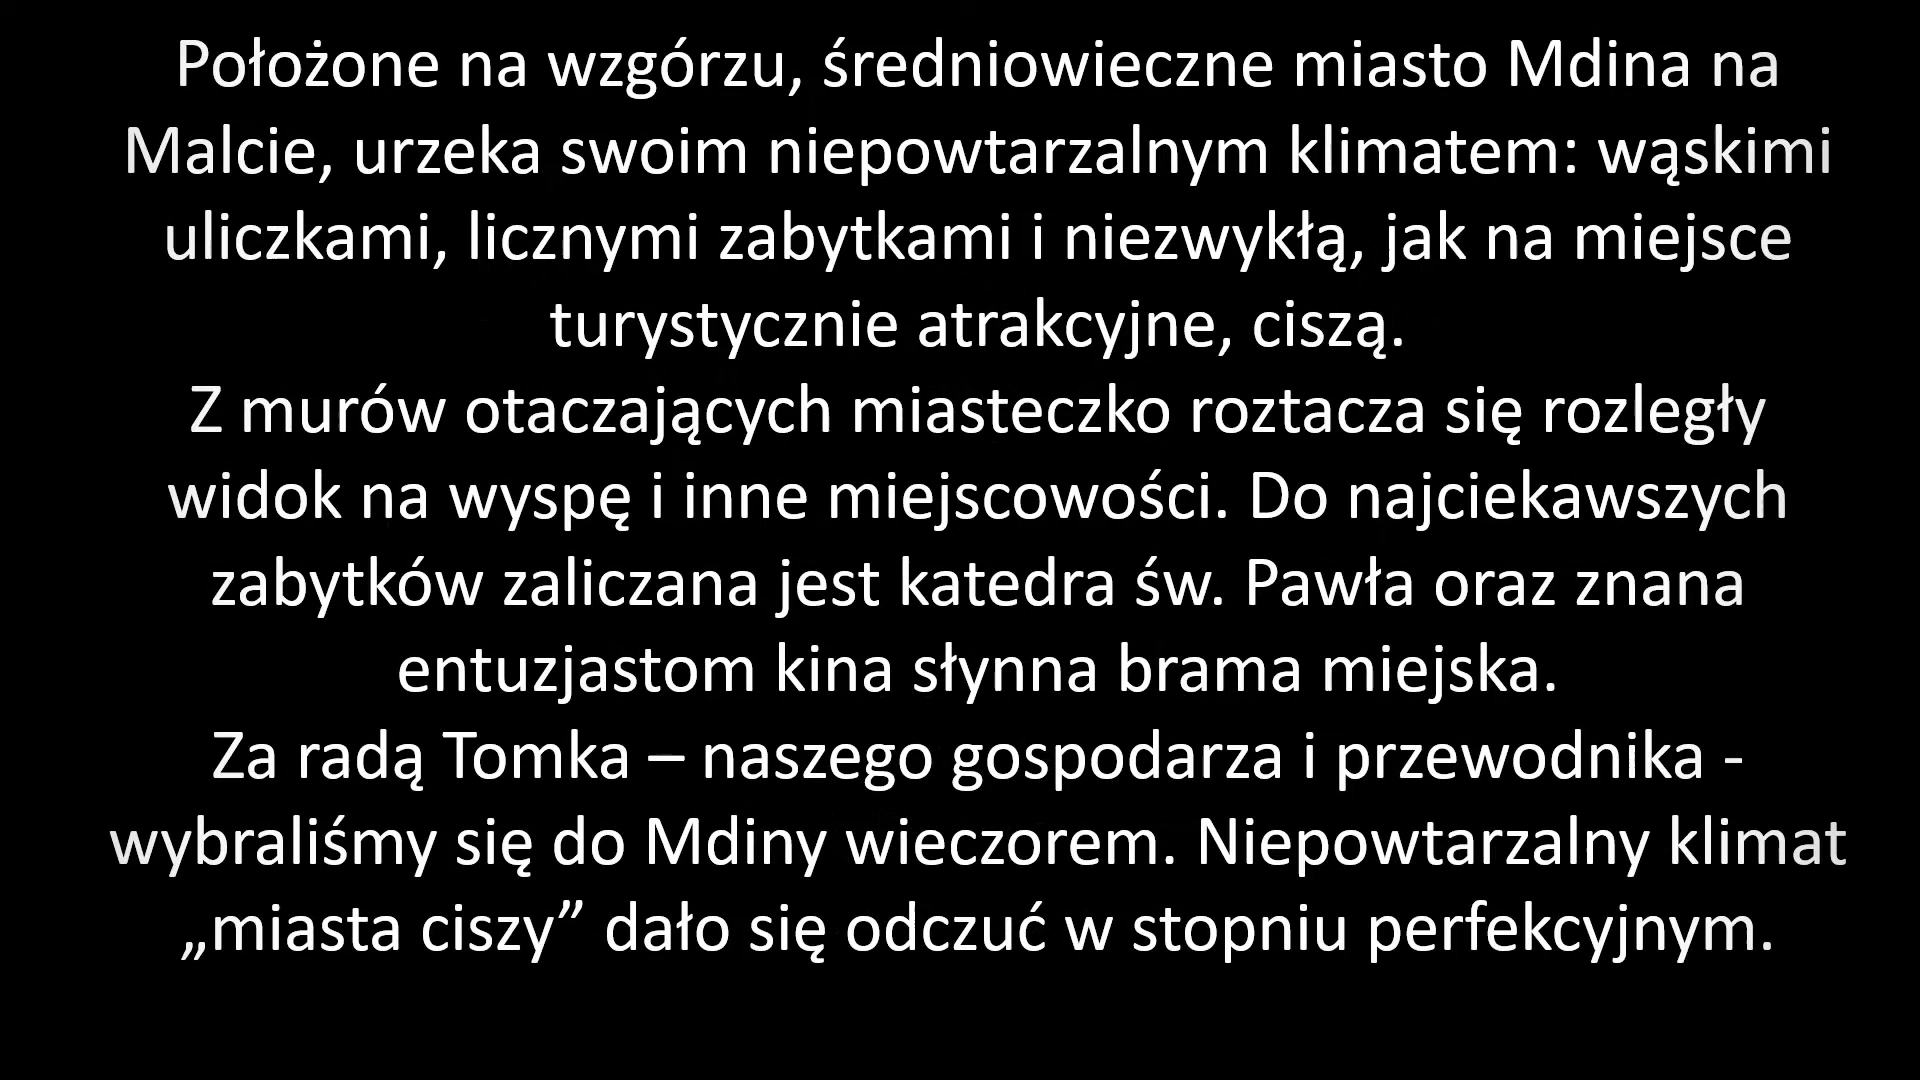 Położone na wzgórzu, średniowieczne miasto Mdina na
Malcie, urzeka swoim niepowtarzalnym klimatem: wąskimi
uliczkami, licznymi zabytkami i niezwykłą, jak na miejsce
turystycznie atrakcyjne, ciszą.
Z murów otaczających miasteczko roztacza się rozległy
widok na wyspę i inne miejscowości. Do najciekawszych
zabytków zaliczana jest katedra św. Pawła oraz znana
entuzjastom kina słynna brama miejska.
Za radą Tomka – naszego gospodarza i przewodnika -
wybraliśmy się do Mdiny wieczorem. Niepowtarzalny klimat
„miasta ciszy” dało się odczuć w stopniu perfekcyjnym.